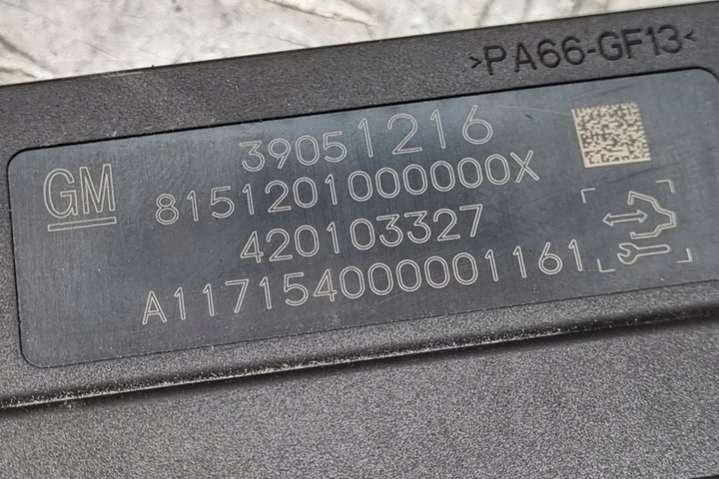 >PA66-GF13<
39051216
GM
8151201000000X
420103327
A117154000001161